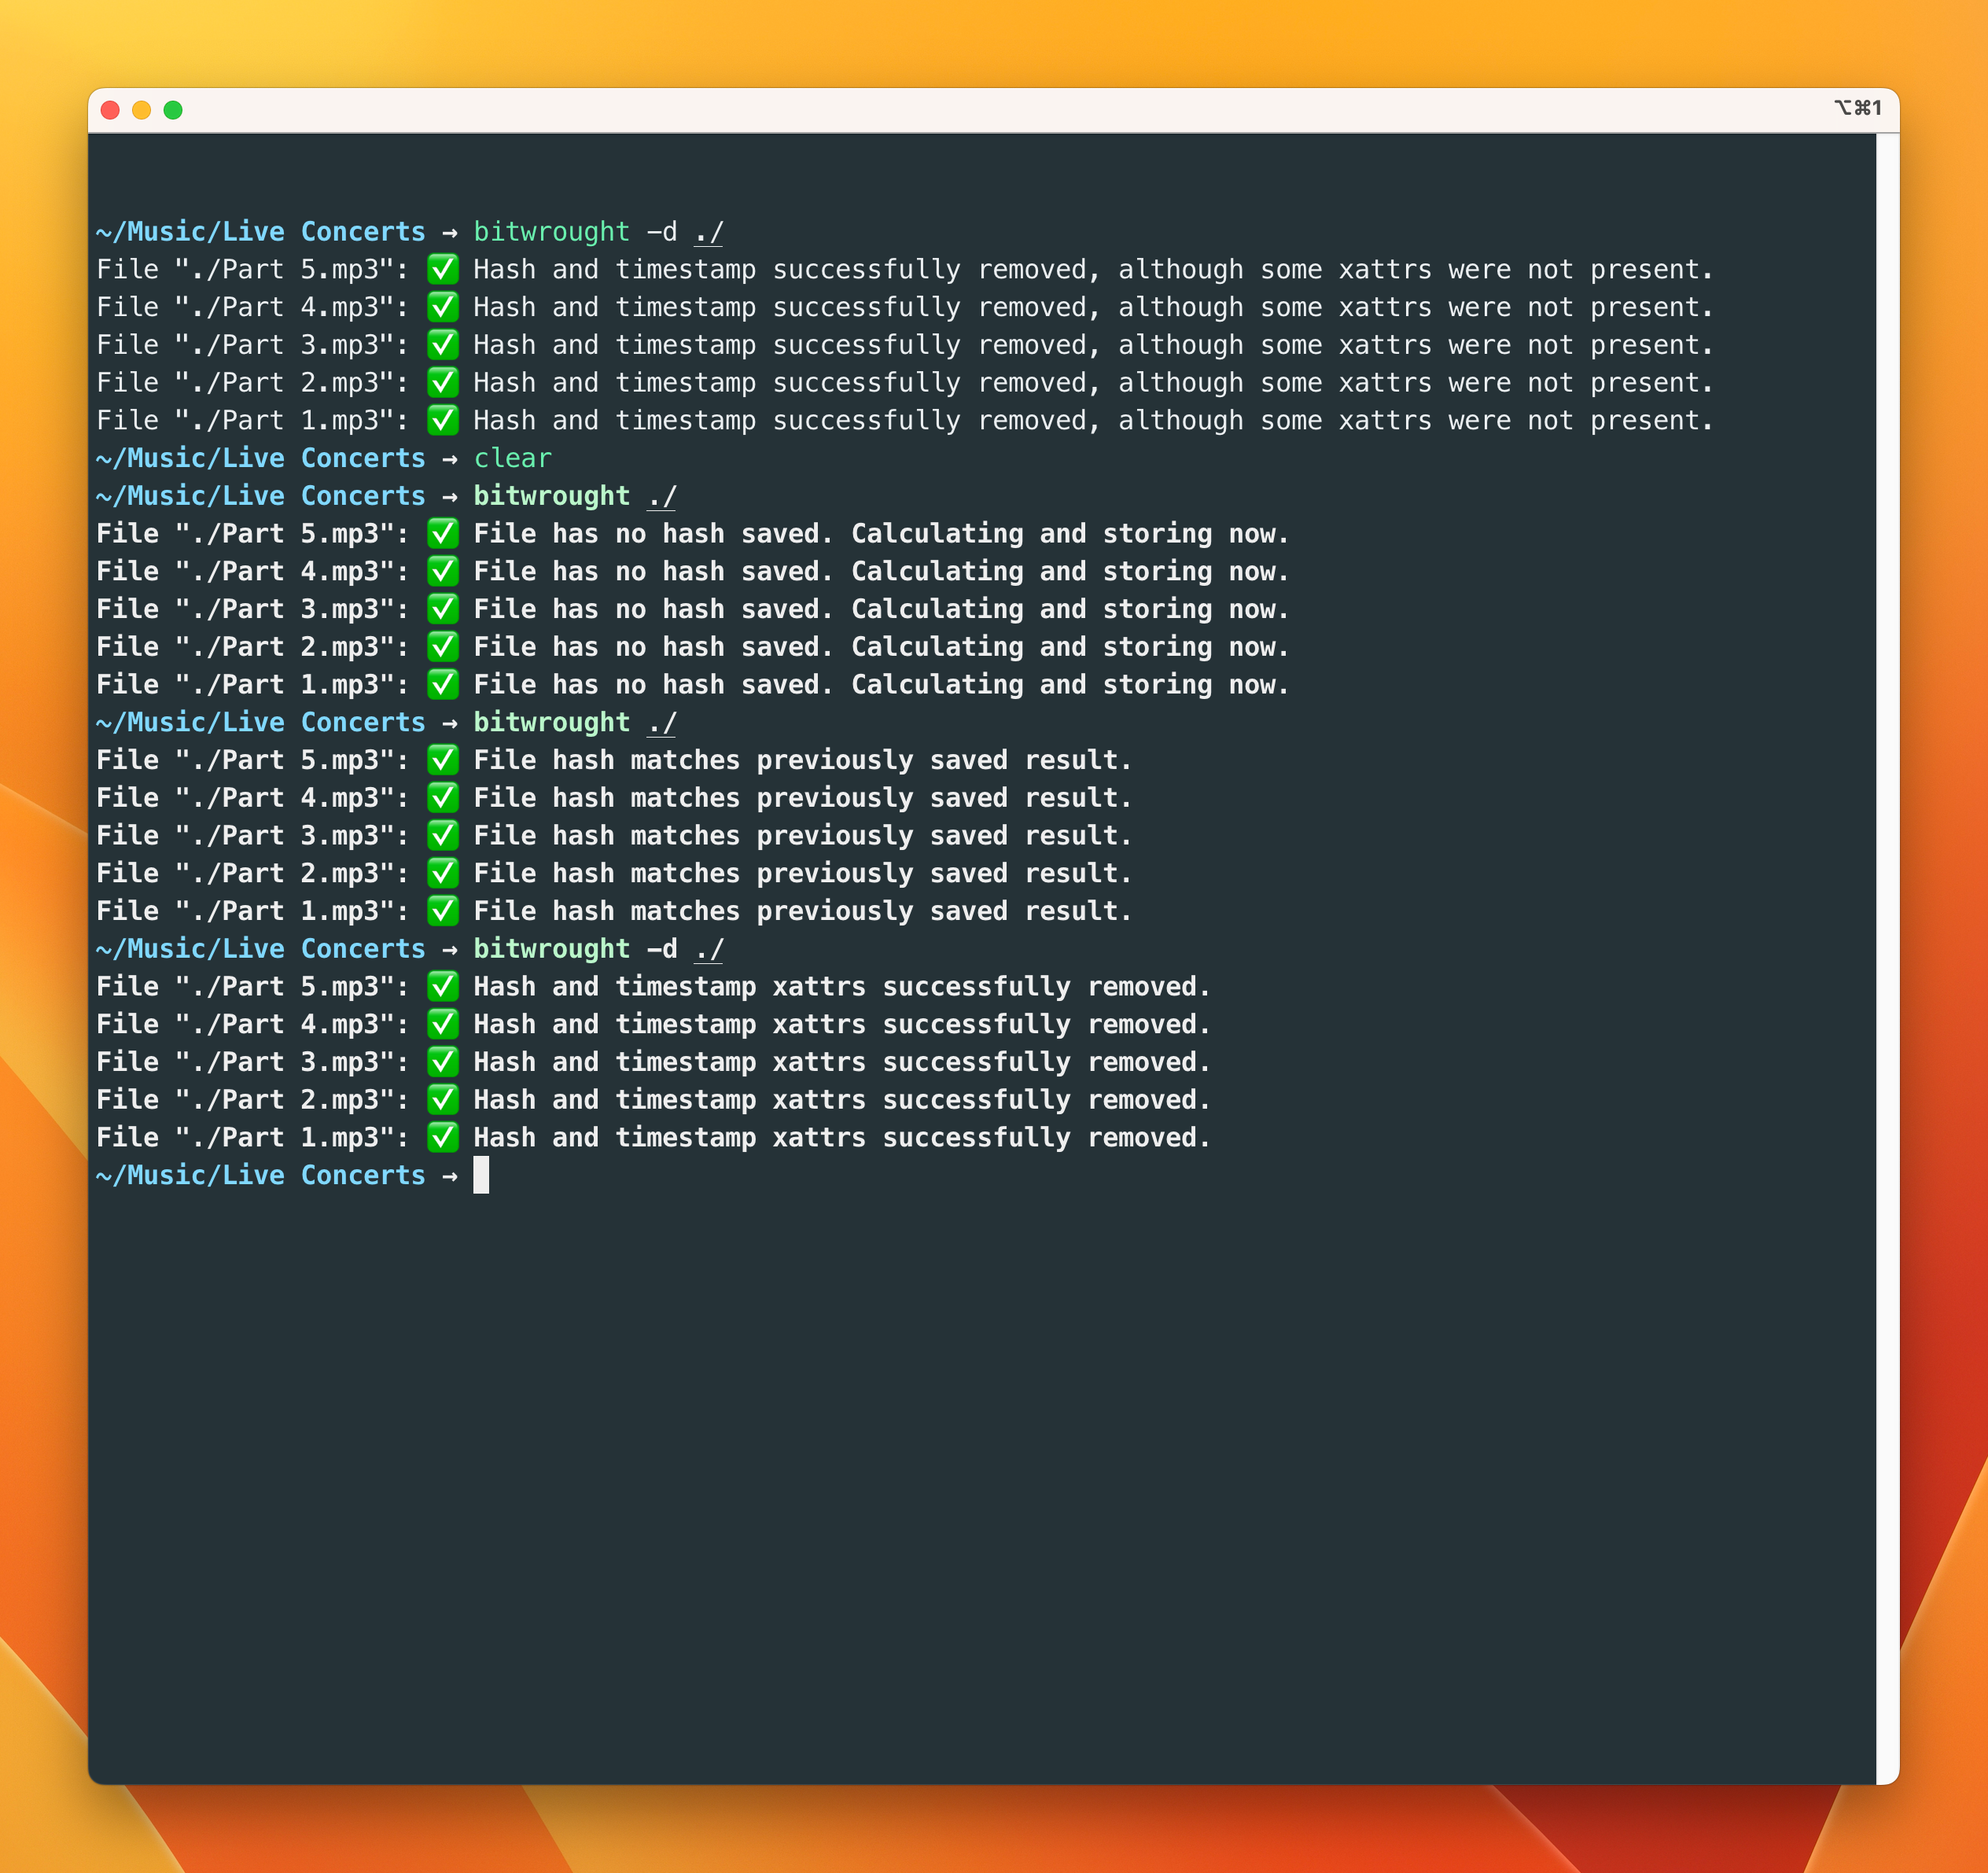 ⌥⌘1
~/Music/Live Concerts → bitwrought -d ./
File "./Part 5.mp3": ✅ Hash and timestamp successfully removed, although some xattrs were not present.
File "./Part 4.mp3": ✅ Hash and timestamp successfully removed, although some xattrs were not present.
File "./Part 3.mp3": ✅ Hash and timestamp successfully removed, although some xattrs were not present.
File "./Part 2.mp3": ✅ Hash and timestamp successfully removed, although some xattrs were not present.
File "./Part 1.mp3": ✅ Hash and timestamp successfully removed, although some xattrs were not present.
~/Music/Live Concerts → clear
~/Music/Live Concerts → bitwrought ./
File "./Part 5.mp3": ✅ File has no hash saved. Calculating and storing now.
File "./Part 4.mp3": ✅ File has no hash saved. Calculating and storing now.
File "./Part 3.mp3": ✅ File has no hash saved. Calculating and storing now.
File "./Part 2.mp3": ✅ File has no hash saved. Calculating and storing now.
File "./Part 1.mp3": ✅ File has no hash saved. Calculating and storing now.
~/Music/Live Concerts → bitwrought ./
File "./Part 5.mp3": ✅ File hash matches previously saved result.
File "./Part 4.mp3": ✅ File hash matches previously saved result.
File "./Part 3.mp3": ✅ File hash matches previously saved result.
File "./Part 2.mp3": ✅ File hash matches previously saved result.
File "./Part 1.mp3": ✅ File hash matches previously saved result.
~/Music/Live Concerts → bitwrought -d ./
File "./Part 5.mp3": ✅ Hash and timestamp xattrs successfully removed.
File "./Part 4.mp3": ✅ Hash and timestamp xattrs successfully removed.
File "./Part 3.mp3": ✅ Hash and timestamp xattrs successfully removed.
File "./Part 2.mp3": ✅ Hash and timestamp xattrs successfully removed.
File "./Part 1.mp3": ✅ Hash and timestamp xattrs successfully removed.
~/Music/Live Concerts →